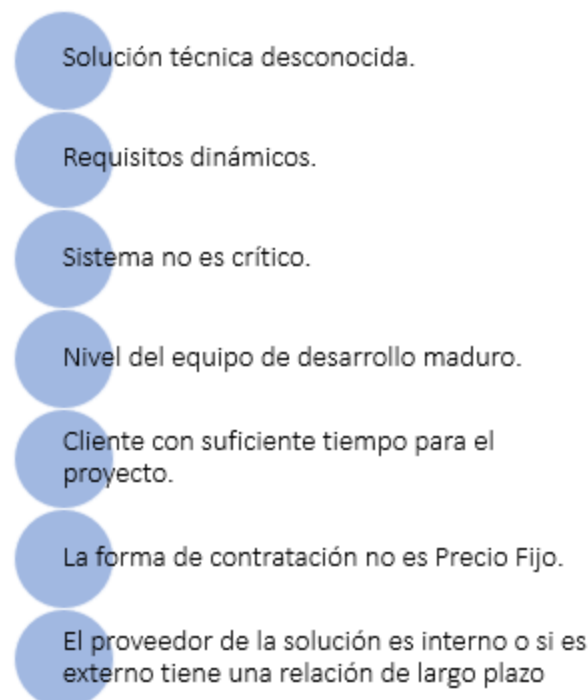 Solución técnica desconocida.
Requisitos dinámicos.
Sistema no es crítico.
Nivel del equipo de desarrollo maduro.
Cliente con suficiente tiempo para el
proyecto.
La forma de contratación no es Precio Fijo.
El proveedor de la solución es interno o si es
externo tiene una relación de largo plazo